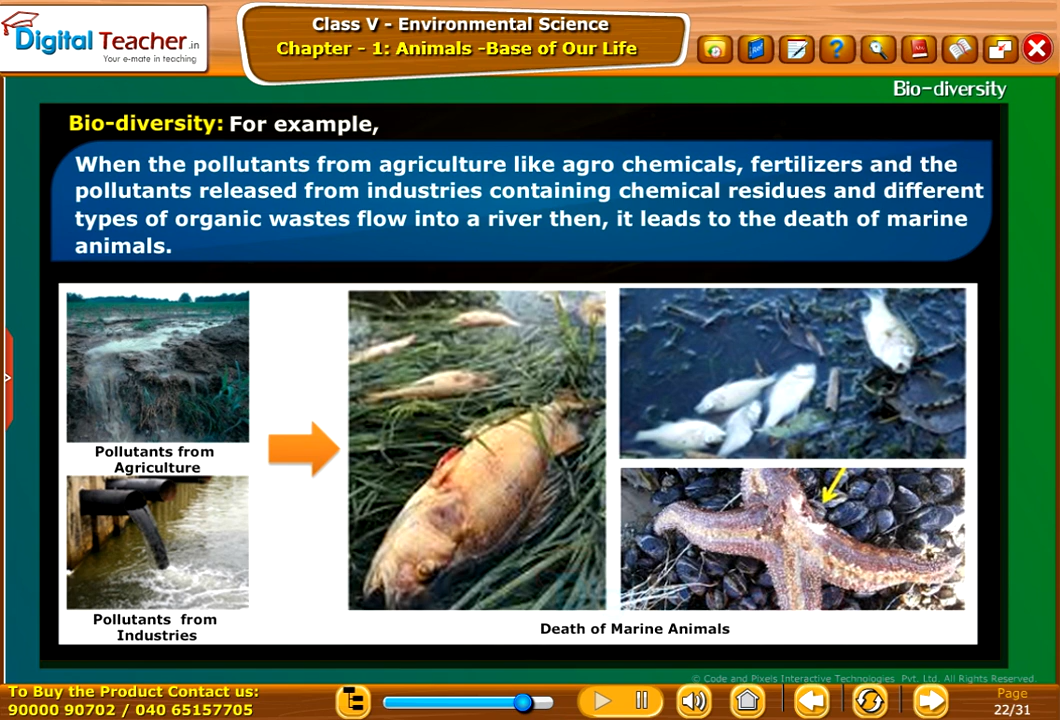 Digital Teacher.in
Your e-mate in teaching
Class V - Environmental Science
Chapter - 1: Animals -Base of Our Life
?
Bio-diversity
Bio-diversity: For example,
When the pollutants from agriculture like agro chemicals, fertilizers and the
pollutants released from industries containing chemical residues and different
types of organic wastes flow into a river then, it leads to the death of marine
animals.
Pollutants from
Agriculture
Pollutants from
Industries
Death of Marine Animals
© Code and Pixels Interactive Technologies Pvt. Ltd. All Rights Reserved.
To Buy the Product Contact us:
90000 90702 / 040 65157705
Page
22/31